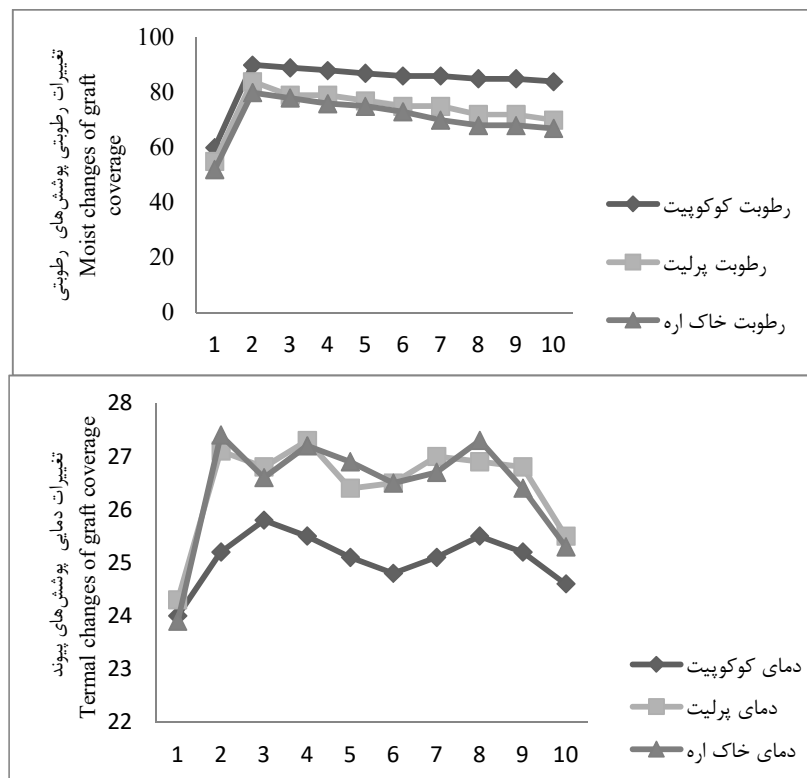 تغییرات رطوبتی پوشش‌های رطوبتی
Moist changes of graft
coverage
100
80
60
40
20
0
1 2 3 4 5 6 7 8 9 10
رطوبت کوکوپیت
رطوبت پرلیت
رطوبت خاک اره
تغییرات دمایی پوشش‌های پیوند
Termal changes of graft coverage
28
27
26
25
24
23
22
1 2 3 4 5 6 7 8 9 10
دمای کوکوپیت
دمای پرلیت
دمای خاک اره